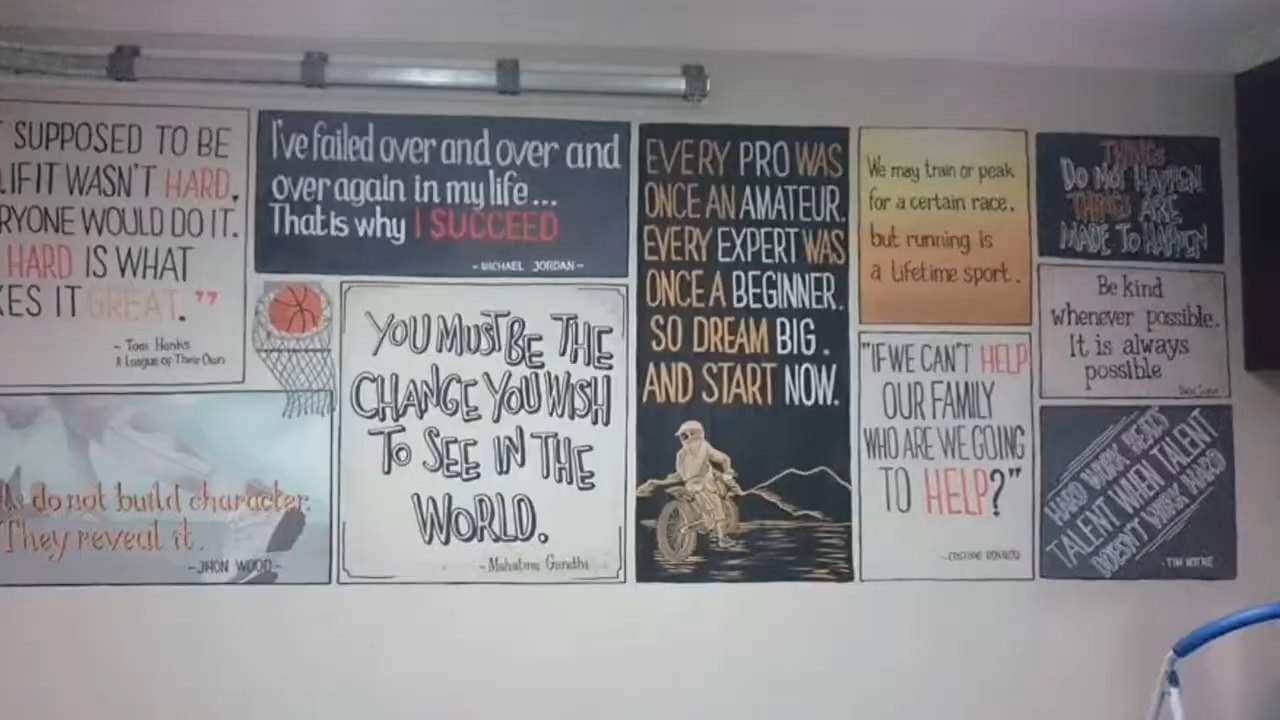 SUPPOSED TO BE
IF IT WASN'T HARD,
RYONE WOULD DO IT.
HARD IS WHAT
KES IT GREAT."
- Tom Hanks
A League of Their Own
I've failed over and over and
over again in my life...
That is why I SUCCEED
- MICHAEL JORDAN -
do not build character.
They reveal it.
- JHON WOOD -
YOU MUST BE THE
CHANGE YOU WISH
TO SEE IN THE
WORLD.
- Mahatma Gandhi
EVERY PRO WAS
ONCE AN AMATEUR.
EVERY EXPERT WAS
ONCE A BEGINNER.
SO DREAM BIG.
AND START NOW.
We may train or peak
for a certain race,
but running is
a lifetime sport.
"IF WE CAN'T HELP
OUR FAMILY
WHO ARE WE GOING
TO HELP?"
THINGS
DO NOT HAPPEN
THINGS ARE
MADE TO HAPPEN
Be kind
whenever possible.
It is always
possible
HARD WORK BEATS
TALENT WHEN TALENT
DOESN'T WORK HARD
- TIM